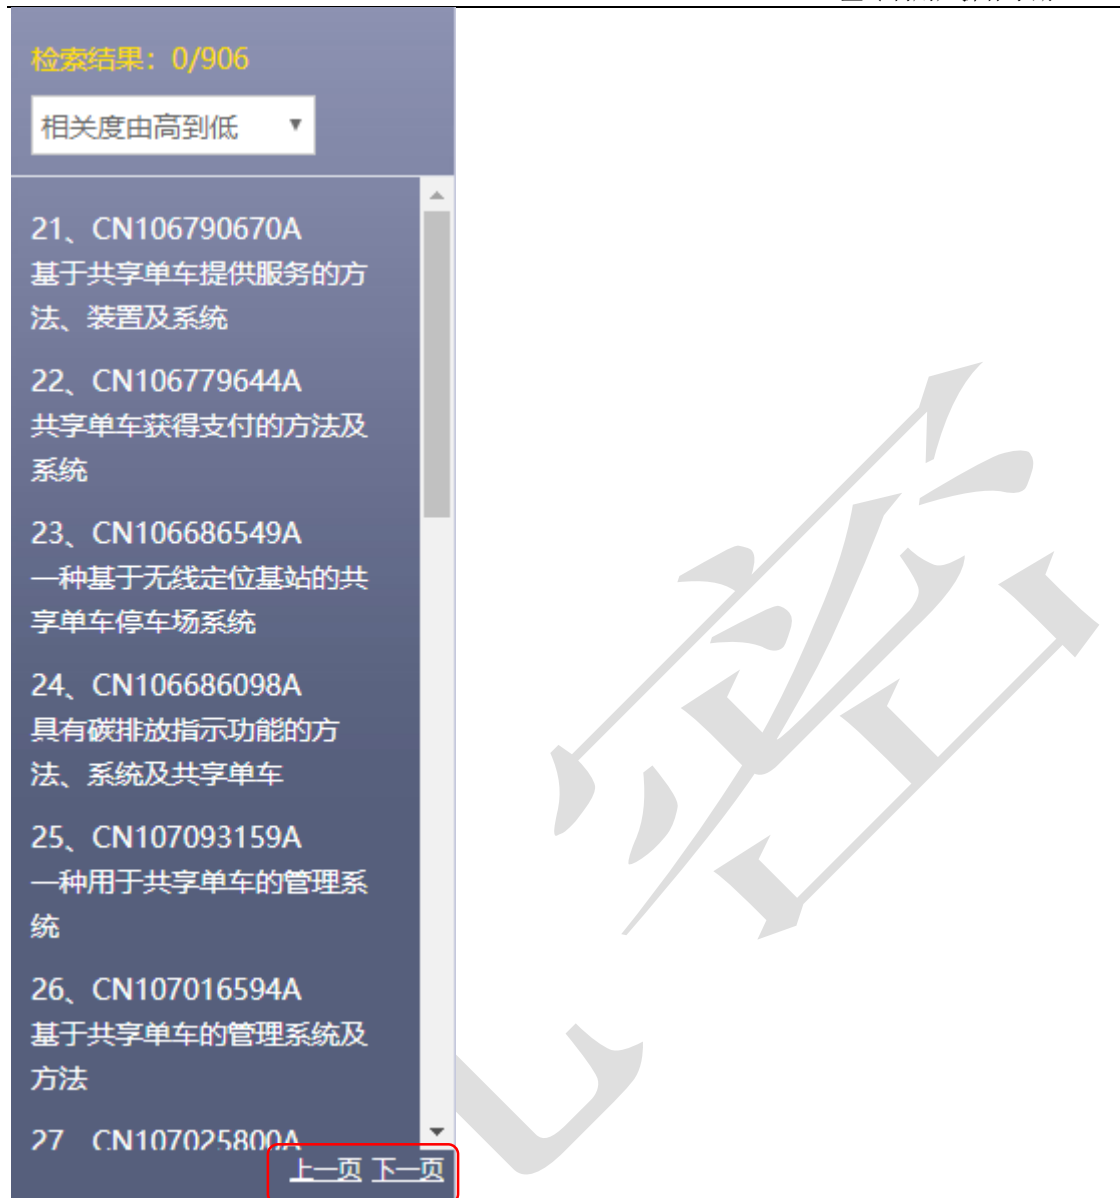 检索结果：0/906
相关度由高到低
21、CN106790670A
基于共享单车提供服务的方
法、装置及系统
22、CN106779644A
共享单车获得支付的方法及
系统
23、CN106686549A
一种基于无线定位基站的共
享单车停车场系统
24、CN106686098A
具有碳排放指示功能的方
法、系统及共享单车
25、CN107093159A
一种用于共享单车的管理系
统
26、CN107016594A
基于共享单车的管理系统及
方法
27 CN107025800A
上一页 下一页